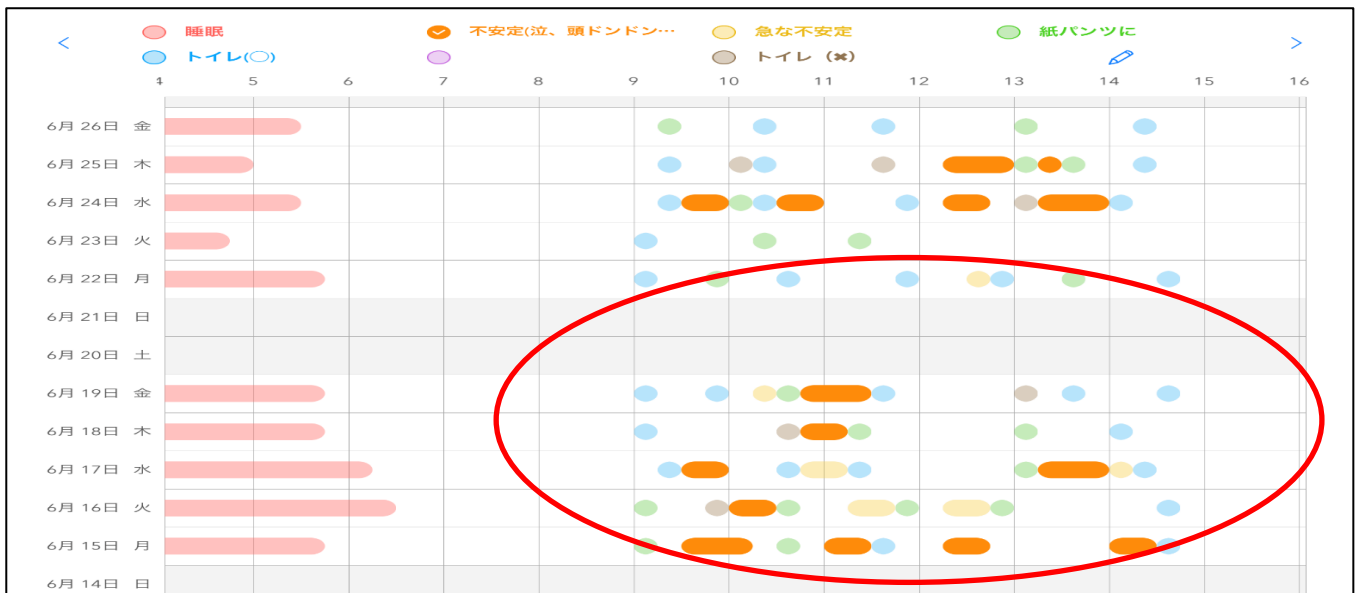 < 睡眠 不安定(泣、頭ドンドン… 急な不安定 紙パンツに >
トイレ(○) トイレ (✖)
4 5 6 7 8 9 10 11 12 13 14 15 16
6月 26日 金
6月 25日 木
6月 24日 水
6月 23日 火
6月 22日 月
6月 21日 日
6月 20日 土
6月 19日 金
6月 18日 木
6月 17日 水
6月 16日 火
6月 15日 月
6月 14日 日